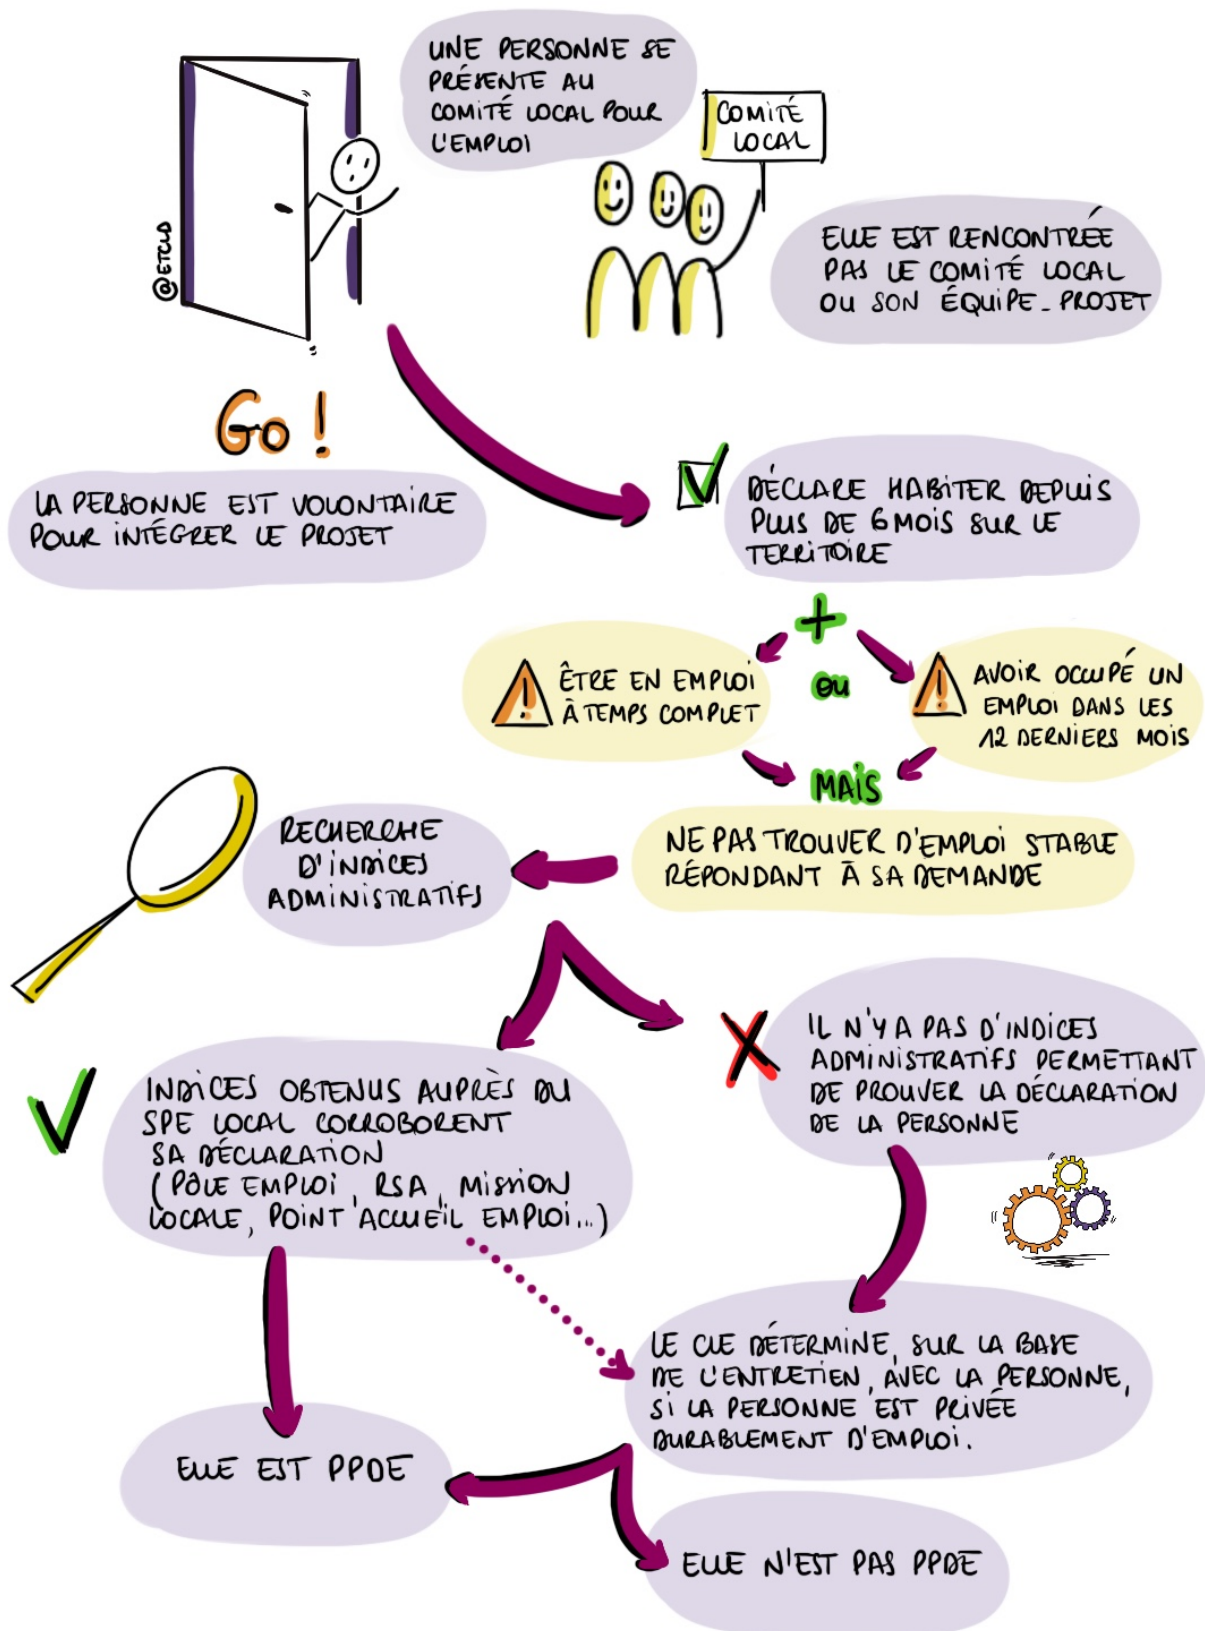 UNE PERSONNE SE
PRÉSENTE AU
COMITÉ LOCAL POUR
L'EMPLOI
COMITÉ
LOCAL
@ETCLD
ELLE EST RENCONTRÉE
PAS LE COMITÉ LOCAL
OU SON ÉQUIPE-PROJET
GO !
LA PERSONNE EST VOLONTAIRE
POUR INTÉGRER LE PROJET
DÉCLARE HABITER DEPUIS
PLUS DE 6 MOIS SUR LE
TERRITOIRE
+
OU
ÊTRE EN EMPLOI
À TEMPS COMPLET
AVOIR OCCUPÉ UN
EMPLOI DANS LES
12 DERNIERS MOIS
MAIS
NE PAS TROUVER D'EMPLOI STABLE
RÉPONDANT À SA DEMANDE
RECHERCHE
D'INDICES
ADMINISTRATIFS
INDICES OBTENUS AUPRÈS DU
SPE LOCAL CORROBORENT
SA DÉCLARATION
(PÔLE EMPLOI, RSA, MISSION
LOCALE, POINT ACCUEIL EMPLOI...)
IL N'Y A PAS D'INDICES
ADMINISTRATIFS PERMETTANT
DE PROUVER LA DÉCLARATION
DE LA PERSONNE
LE CLE DÉTERMINE, SUR LA BASE
DE L'ENTRETIEN, AVEC LA PERSONNE,
SI LA PERSONNE EST PRIVÉE
DURABLEMENT D'EMPLOI.
ELLE EST PPDE
ELLE N'EST PAS PPDE